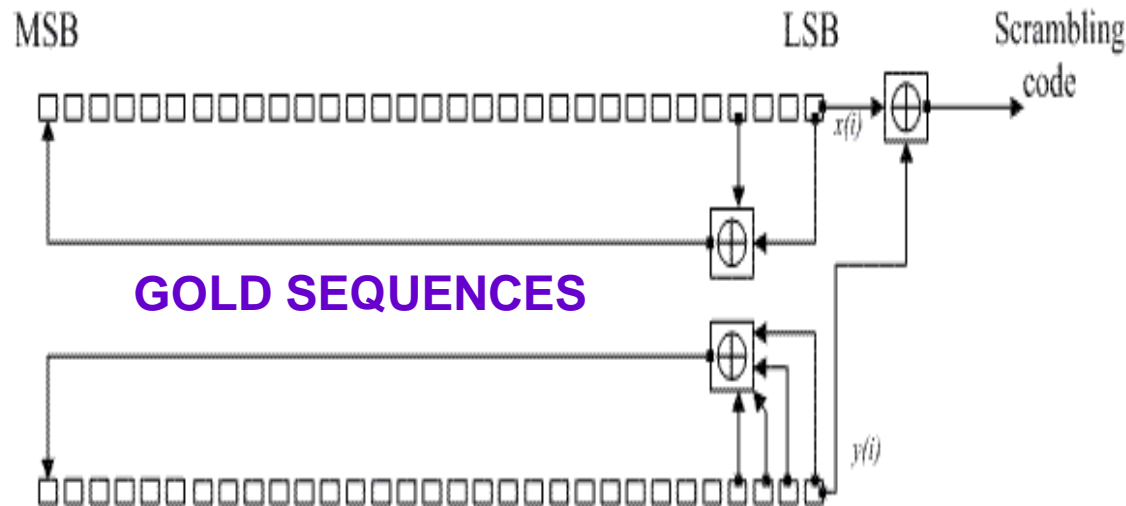 MSB
LSB
Scrambling
code
x(i)
GOLD SEQUENCES
y(i)